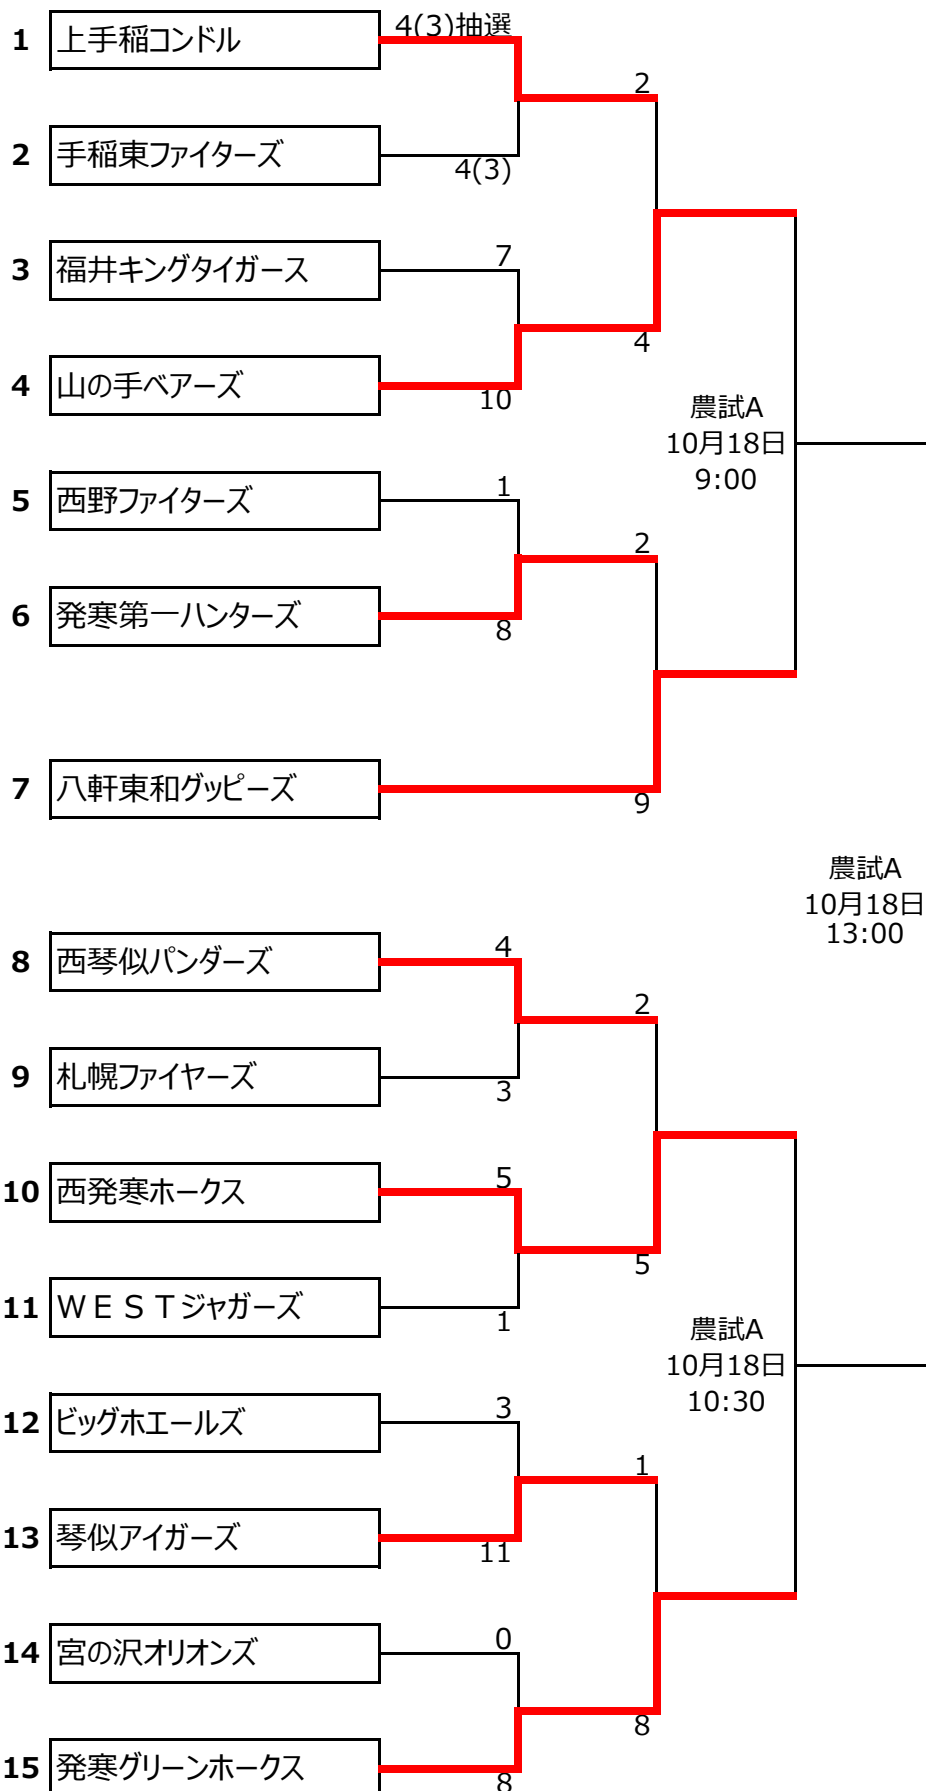 4(3)抽選
1 上手稲コンドル
2
2 手稲東ファイターズ
4(3)
3 福井キングタイガース
7
4
4 山の手ベアーズ
10
農試A
10月18日
9:00
5 西野ファイターズ
1
2
6 発寒第一ハンターズ
8
7 八軒東和グッピーズ
9
農試A
10月18日
13:00
8 西琴似パンダーズ
4
2
9 札幌ファイヤーズ
3
10 西発寒ホークス
5
5
11 ＷＥＳＴジャガーズ
1
農試A
10月18日
10:30
12 ビッグホエールズ
3
1
13 琴似アイガーズ
11
14 宮の沢オリオンズ
0
8
15 発寒グリーンホークス
8